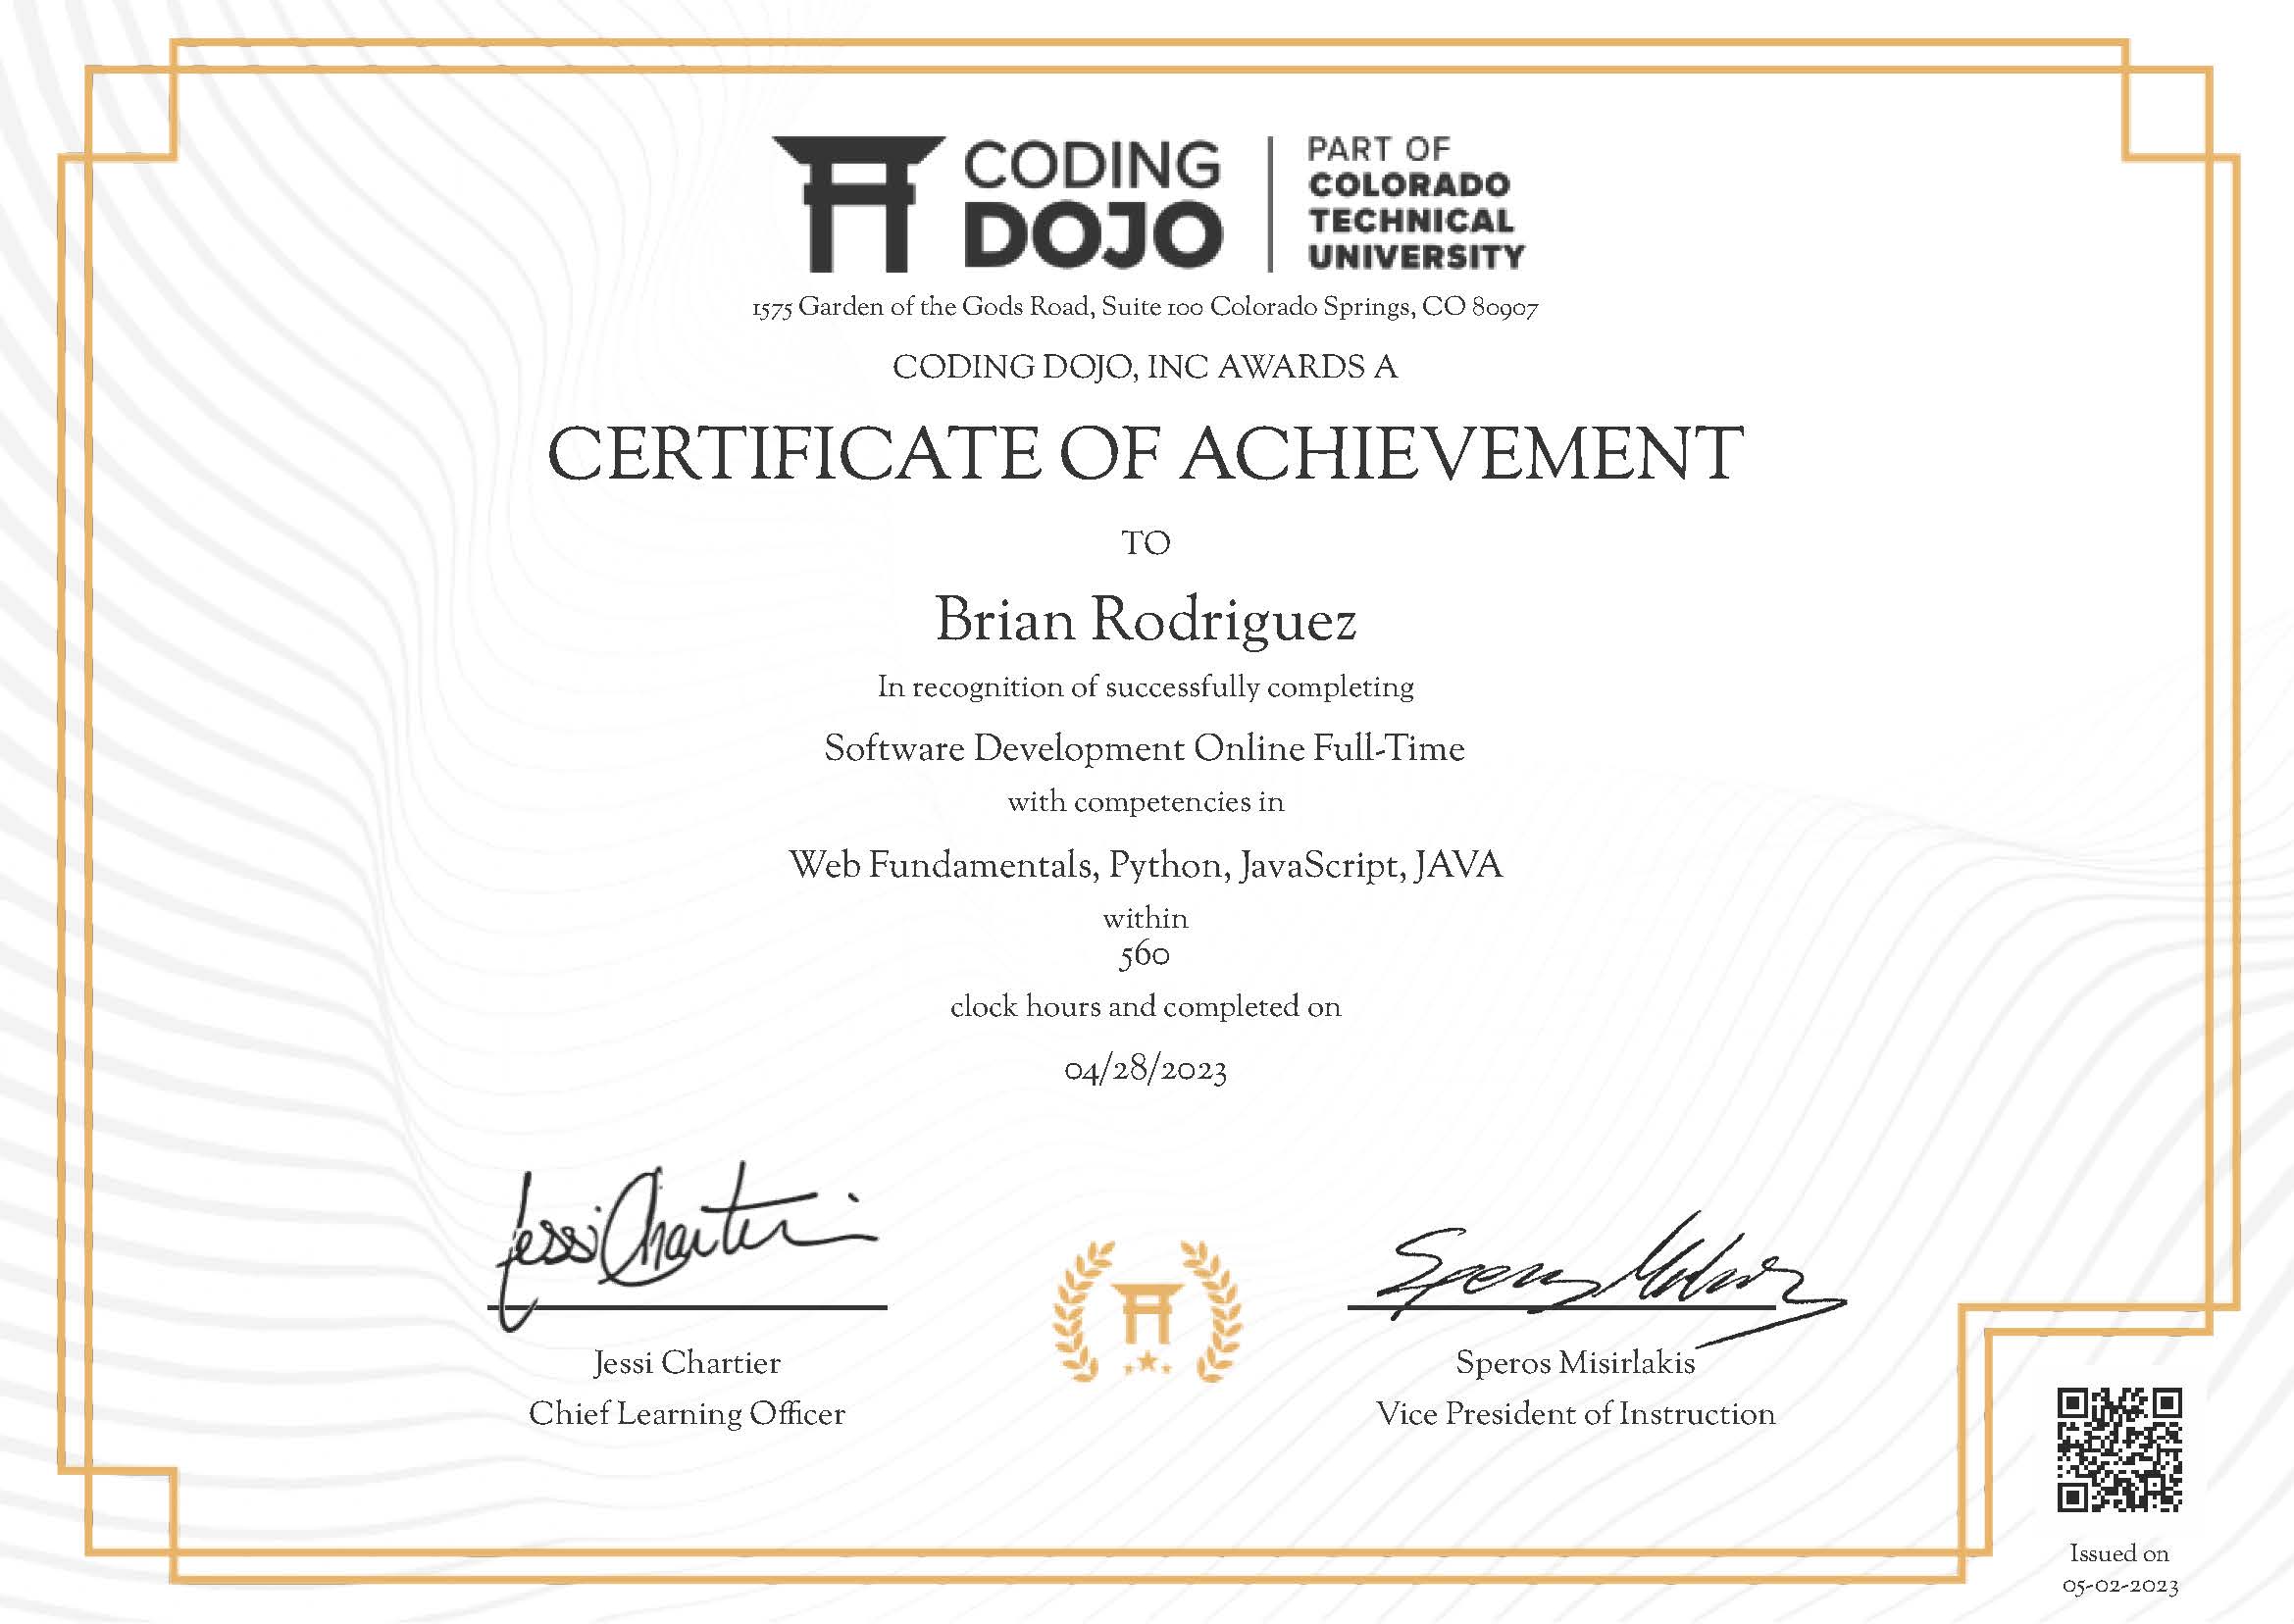 CODING
DOJO
PART OF
COLORADO
TECHNICAL
UNIVERSITY
1575 Garden of the Gods Road, Suite 100 Colorado Springs, CO 80907
CODING DOJO, INC AWARDS A
CERTIFICATE OF ACHIEVEMENT
TO
Brian Rodriguez
In recognition of successfully completing
Software Development Online Full-Time
with competencies in
Web Fundamentals, Python, JavaScript, JAVA
within
560
clock hours and completed on
04/28/2023
Jessi Chartier
Jessi Chartier
Chief Learning Officer
Speros Misirlakis
Vice President of Instruction
Issued on
05-02-2023